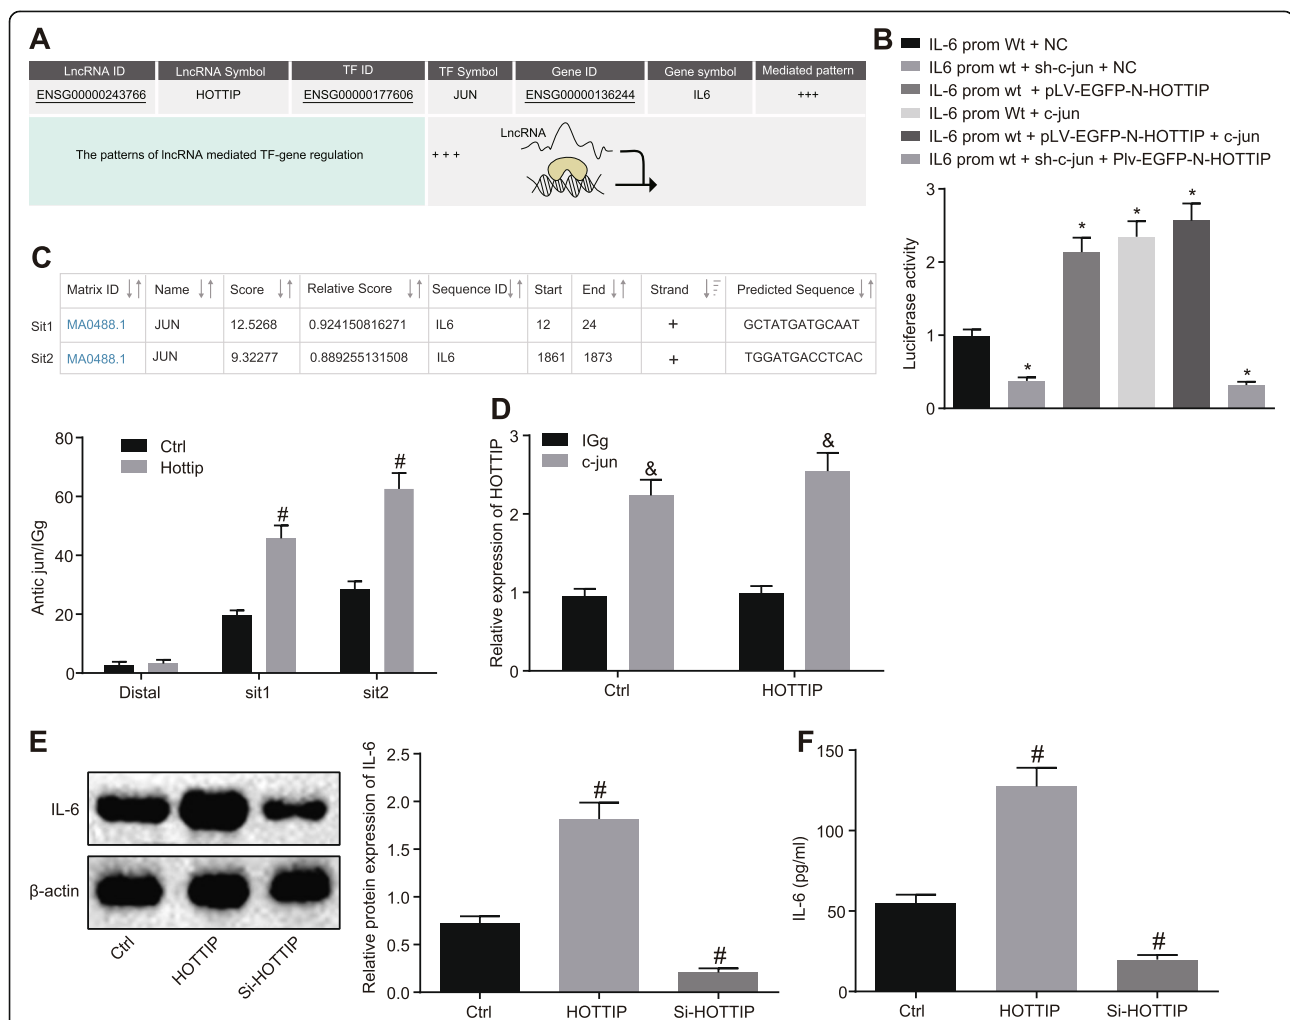 A
LncRNA ID LncRNA Symbol TF ID TF Symbol Gene ID Gene symbol Mediated pattern
ENSG00000243766 HOTTIP ENSG00000177606 JUN ENSG00000136244 IL6 +++
The patterns of lncRNA mediated TF-gene regulation + + +
LncRNA
B
IL-6 prom Wt + NC
IL6 prom wt + sh-c-jun + NC
IL-6 prom wt + pLV-EGFP-N-HOTTIP
IL-6 prom Wt + c-jun
IL-6 prom wt + pLV-EGFP-N-HOTTIP + c-jun
IL6 prom wt + sh-c-jun + Plv-EGFP-N-HOTTIP
Luciferase activity
3
2
1
0
* * * * *
C
Matrix ID Name Score Relative Score Sequence ID Start End Strand Predicted Sequence
Sit1 MA0488.1 JUN 12.5268 0.924150816271 IL6 12 24 + GCTATGATGCAAT
Sit2 MA0488.1 JUN 9.32277 0.889255131508 IL6 1861 1873 + TGGATGACCTCAC
Antic jun/IGg
80
60
40
20
0
Ctrl
Hottip
# #
Distal sit1 sit2
D
Relative expression of HOTTIP
3
2
1
0
IGg
c-jun
& &
Ctrl HOTTIP
E
IL-6
β-actin
Ctrl HOTTIP Si-HOTTIP
Relative protein expression of IL-6
2.5
2.0
1.5
1.0
0.5
0.0
# #
Ctrl HOTTIP Si-HOTTIP
F
IL-6 (pg/ml)
150
100
50
0
# #
Ctrl HOTTIP Si-HOTTIP